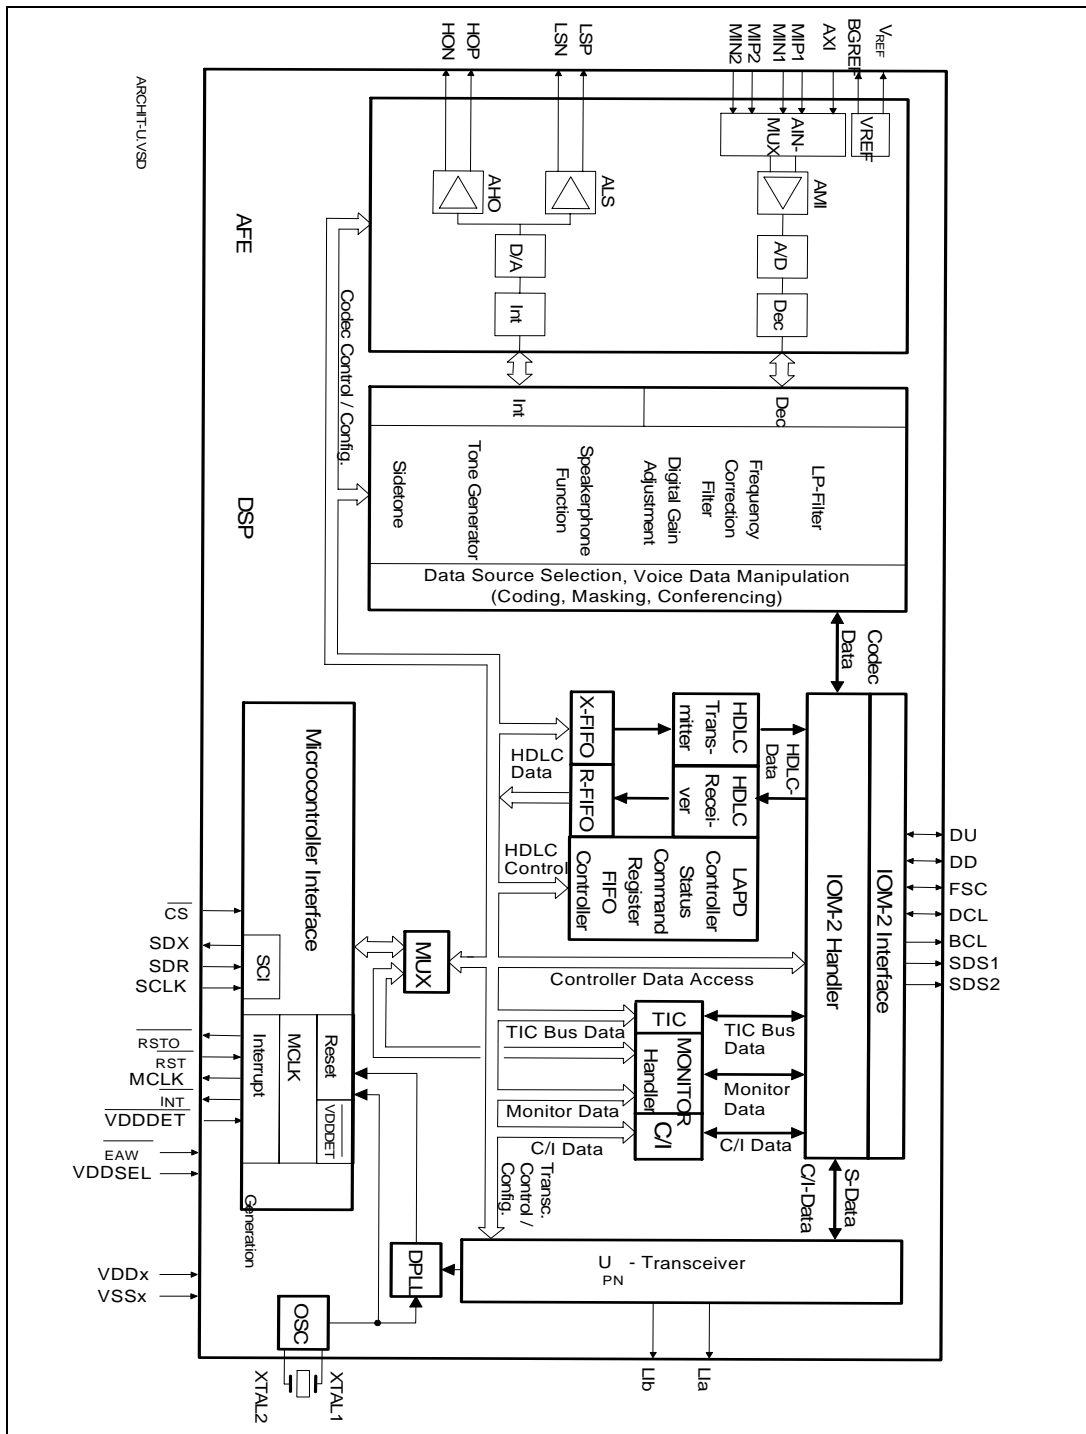 HON
HOP
LSN
LSP
MIN2
MIP2
MIN1
MIP1
AXI
BGREF
VREF
ARCHIT-U.VSD
AIN-
MUX
VREF
AHO
ALS
AMI
AFE
D/A
A/D
Int
Dec
Codec Control / Config.
Int
Dec
DSP
Sidetone
Tone Generator
Speakerphone
Function
Digital Gain
Adjustment
Frequency
Correction
Filter
LP-Filter
Data Source Selection, Voice Data Manipulation
(Coding, Masking, Conferencing)
Codec
Data
X-FIFO
HDLC
Trans-
mitter
HDLC-
Data
HDLC
Data
R-FIFO
HDLC
Recei-
ver
HDLC
Control
LAPD
Controller
Status
Command
Register
FIFO
Controller
IOM-2 Handler
IOM-2 Interface
DU
DD
FSC
DCL
BCL
SDS1
SDS2
Microcontroller Interface
CS
SDX
SDR
SCLK
SCI
MUX
Controller Data Access
RSTO
RST
MCLK
INT
VDDDET
EAW
VDDSEL
VDDx
VSSx
Interrupt
MCLK
Reset
VDDDET
Generation
TIC Bus Data
TIC
TIC Bus
Data
Monitor Data
MONITOR
Handler
Monitor
Data
C/I Data
C/I
C/I Data
Transc.
Control /
Config.
S-Data
C/I-Data
DPLL
UPN - Transceiver
OSC
XTAL2
XTAL1
LIb
LIa